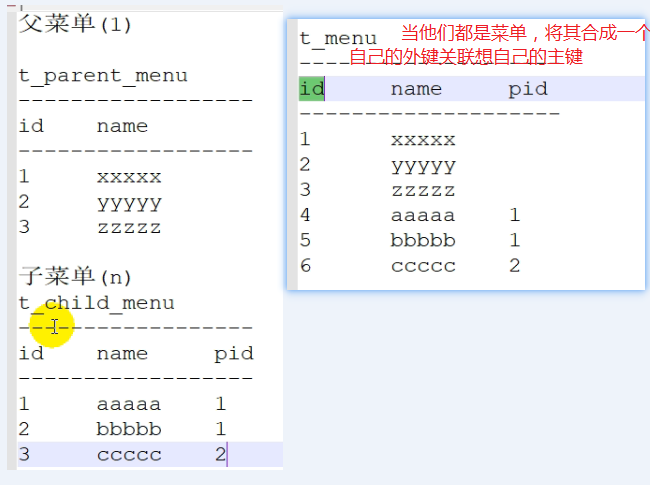 父菜单(1)
t_parent_menu
------------------
id name
------------------
1 xxxxx
2 yyyyy
3 zzzzz
子菜单(n)
t_child_menu
------------------
id name pid
------------------
1 aaaaa 1
2 bbbbb 1
3 ccccc 2
当他们都是菜单，将其合成一个
t_menu
自己的外键关联想自己的主键
--------------------
id name pid
--------------------
1 xxxxx
2 yyyyy
3 zzzzz
4 aaaaa 1
5 bbbbb 1
6 ccccc 2